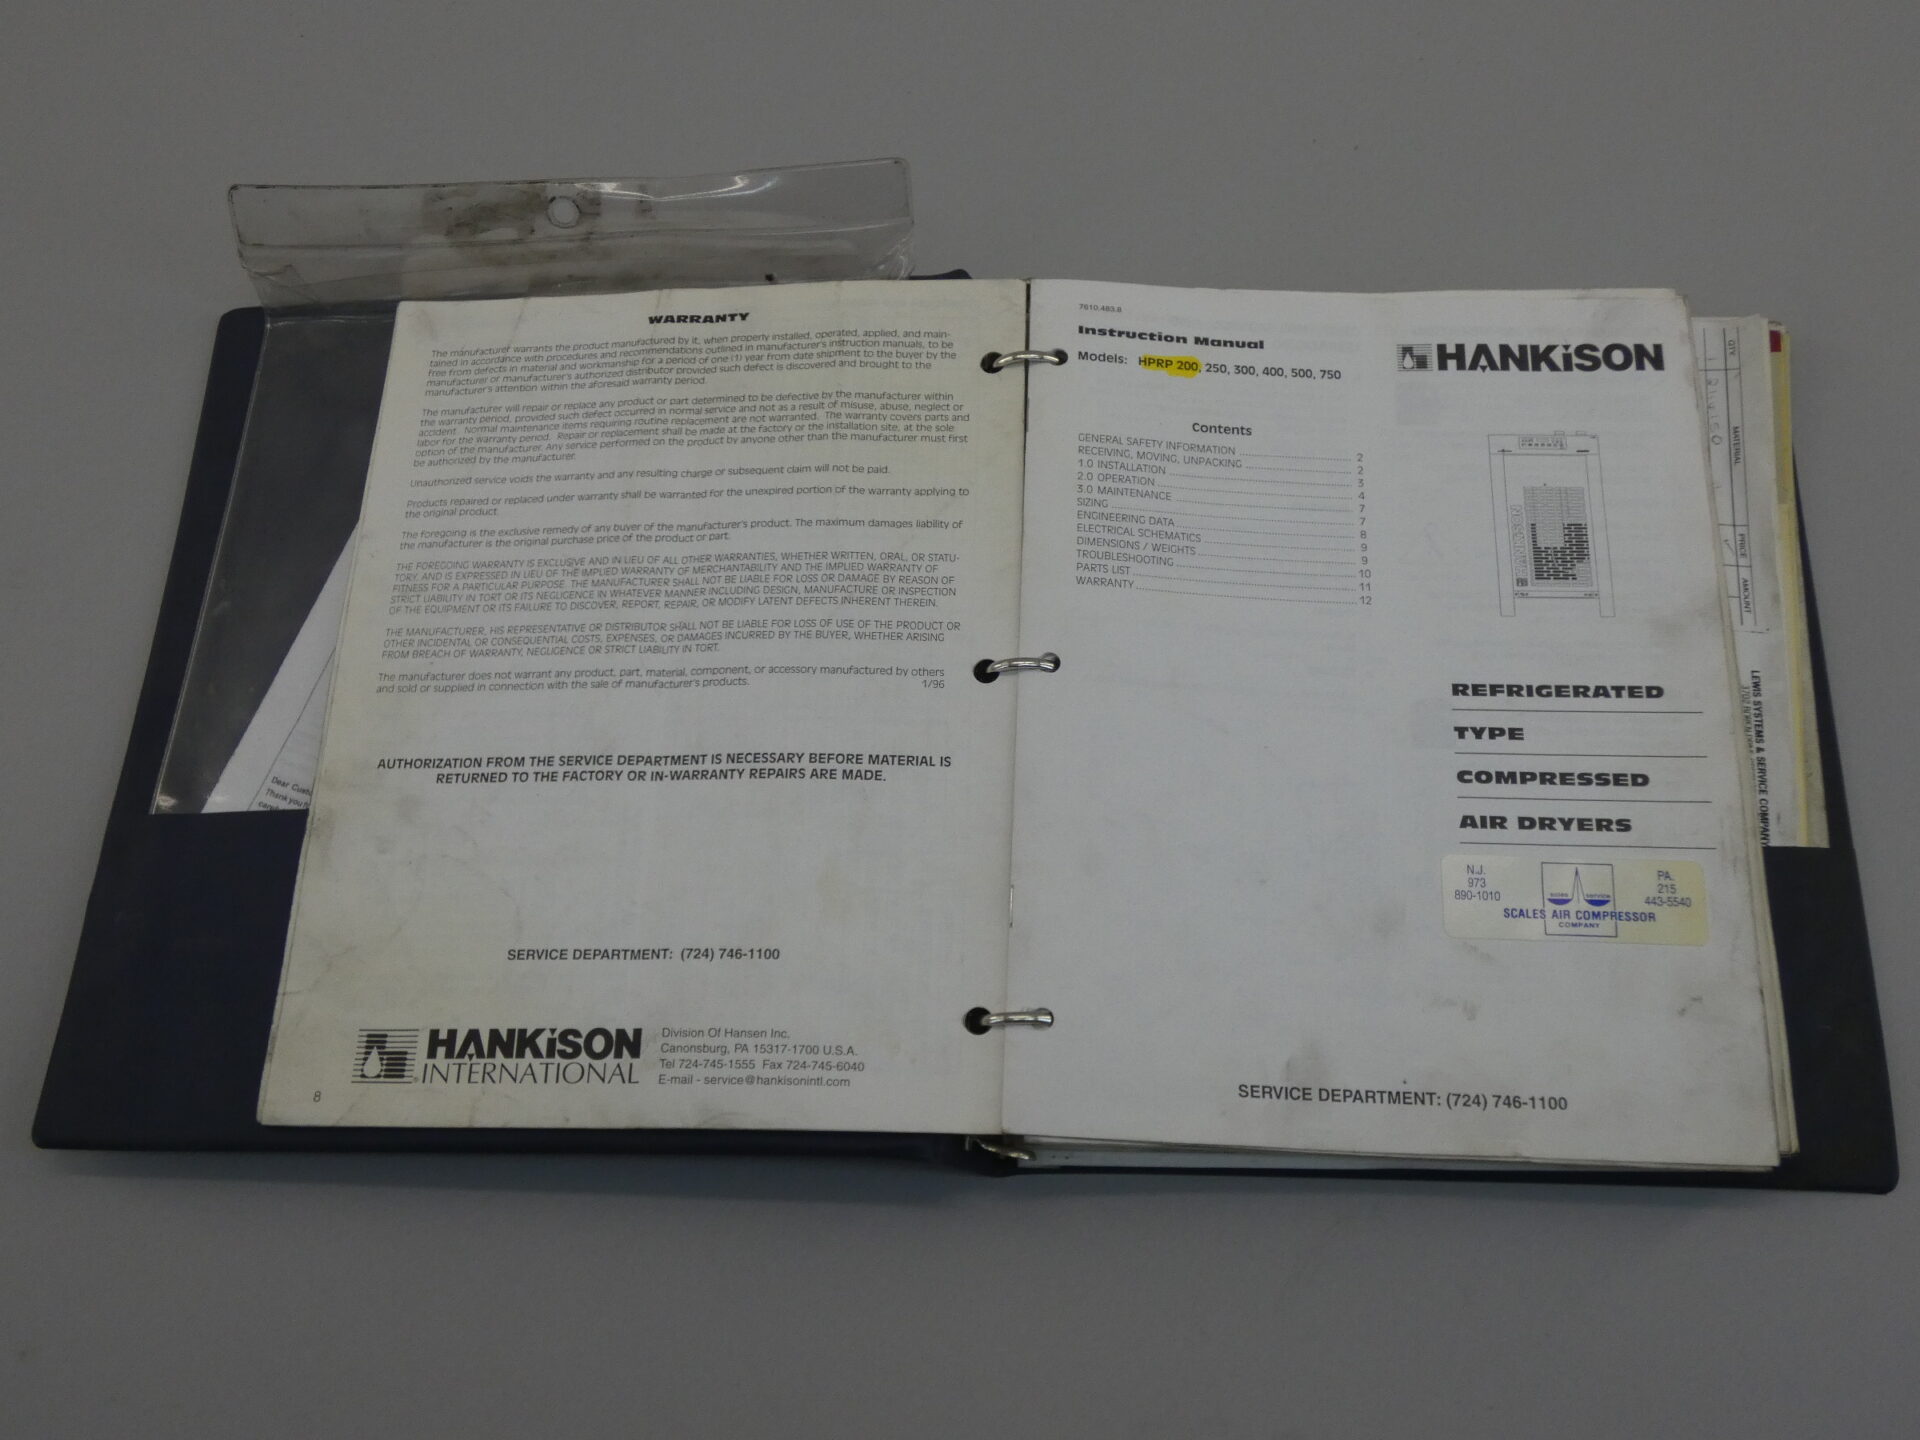 WARRANTY
The manufacturer warrants the product manufactured by it, when properly installed, operated, applied, and main-
tained in accordance with procedures and recommendations outlined in manufacturer's instruction manuals, to be
free from defects in material and workmanship for a period of one (1) year from date shipment to the buyer by the
manufacturer or manufacturer's authorized distributor provided such defect is discovered and brought to the
manufacturer's attention within the aforesaid warranty period.
The manufacturer will repair or replace any product or part determined to be defective by the manufacturer within
the warranty period, provided such defect occurred in normal service and not as a result of misuse, abuse, neglect or
accident. Normal maintenance items requiring routine replacement are not warranted. The warranty covers parts and
labor for the warranty period. Repair or replacement shall be made at the factory or the installation site, at the sole
option of the manufacturer. Any service performed on the product by anyone other than the manufacturer must first
be authorized by the manufacturer.
Unauthorized service voids the warranty and any resulting charge or subsequent claim will not be paid.
Products repaired or replaced under warranty shall be warranted for the unexpired portion of the warranty applying to
the original product.
The foregoing is the exclusive remedy of any buyer of the manufacturer's product. The maximum damages liability of
the manufacturer is the original purchase price of the product or part.
THE FOREGOING WARRANTY IS EXCLUSIVE AND IN LIEU OF ALL OTHER WARRANTIES, WHETHER WRITTEN, ORAL, OR STATU-
TORY, AND IS EXPRESSED IN LIEU OF THE IMPLIED WARRANTY OF MERCHANTABILITY AND THE IMPLIED WARRANTY OF
FITNESS FOR A PARTICULAR PURPOSE. THE MANUFACTURER SHALL NOT BE LIABLE FOR LOSS OR DAMAGE BY REASON OF
STRICT LIABILITY IN TORT OR ITS NEGLIGENCE IN WHATEVER MANNER INCLUDING DESIGN, MANUFACTURE OR INSPECTION
OF THE EQUIPMENT OR ITS FAILURE TO DISCOVER, REPORT, REPAIR, OR MODIFY LATENT DEFECTS INHERENT THEREIN.
THE MANUFACTURER, HIS REPRESENTATIVE OR DISTRIBUTOR SHALL NOT BE LIABLE FOR LOSS OF USE OF THE PRODUCT OR
OTHER INCIDENTAL OR CONSEQUENTIAL COSTS, EXPENSES, OR DAMAGES INCURRED BY THE BUYER, WHETHER ARISING
FROM BREACH OF WARRANTY, NEGLIGENCE OR STRICT LIABILITY IN TORT.
The manufacturer does not warrant any product, part, material, component, or accessory manufactured by others
and sold or supplied in connection with the sale of manufacturer's products. 1/96
AUTHORIZATION FROM THE SERVICE DEPARTMENT IS NECESSARY BEFORE MATERIAL IS
RETURNED TO THE FACTORY OR IN-WARRANTY REPAIRS ARE MADE.
SERVICE DEPARTMENT: (724) 746-1100
HANKiSON
INTERNATIONAL
Division Of Hansen Inc.
Canonsburg, PA 15317-1700 U.S.A.
Tel 724-745-1555 Fax 724-745-6040
E-mail - service@hankisonintl.com
8
Dear Custo
Thank you f
7610.483.8
Instruction Manual
Models: HPRP 200, 250, 300, 400, 500, 750
HANKiSON
Contents
GENERAL SAFETY INFORMATION 2
RECEIVING, MOVING, UNPACKING 2
1.0 INSTALLATION 3
2.0 OPERATION 4
3.0 MAINTENANCE 7
SIZING 7
ENGINEERING DATA 8
ELECTRICAL SCHEMATICS 9
DIMENSIONS / WEIGHTS 9
TROUBLESHOOTING 10
PARTS LIST 11
WARRANTY 12
HANKISON
REFRIGERATED
TYPE
COMPRESSED
AIR DRYERS
N.J.
973
890-1010
scales service
PA.
215
443-5540
SCALES AIR COMPRESSOR
COMPANY
SERVICE DEPARTMENT: (724) 746-1100
QTY.
MATERIAL
PRICE
AMOUNT
LEWIS SYSTEMS & SERVICE COMPANY